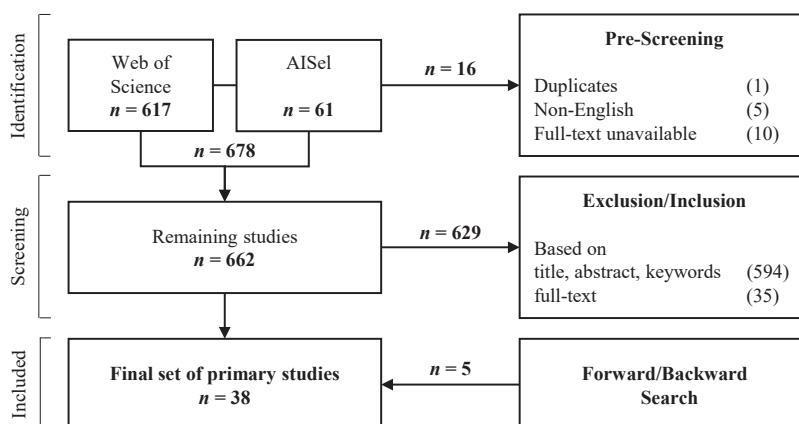 Identification
Web of
Science
n = 617
AISel
n = 61
n = 16
Pre-Screening
Duplicates (1)
Non-English (5)
Full-text unavailable (10)
n = 678
Screening
Remaining studies
n = 662
n = 629
Exclusion/Inclusion
Based on
title, abstract, keywords (594)
full-text (35)
Included
Final set of primary studies
n = 38
n = 5
Forward/Backward
Search